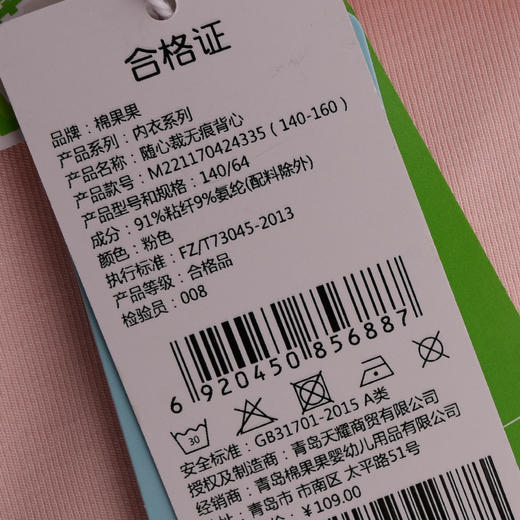 合格证
品牌：棉果果
产品系列：内衣系列
产品名称：随心裁无痕背心
产品款号：M221170424335（140-160）
产品型号和规格：140/64
成分：91%粘纤9%氨纶(配料除外)
颜色：粉色
执行标准：FZ/T73045-2013
产品等级：合格品
检验员：008
6 920450 856887
30
安全标准：GB31701-2015 A类
授权及制造商：青岛天耀商贸有限公司
经销商：青岛棉果果婴幼儿用品有限公司
地址：青岛市 市南区 太平路51号
¥109.00